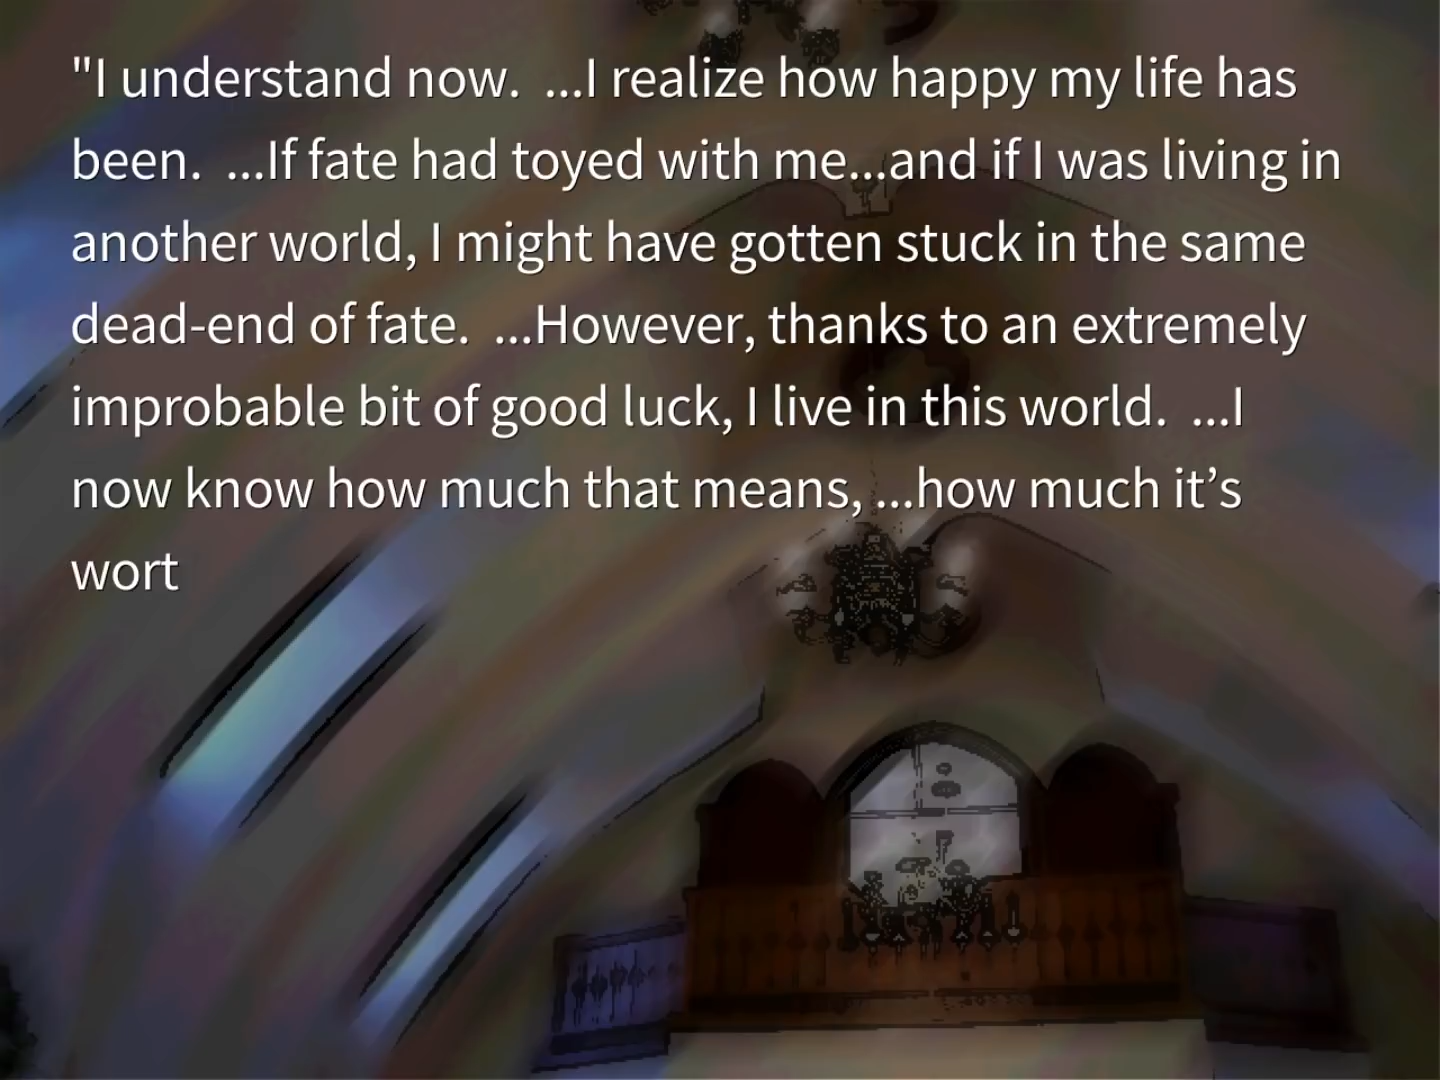 "I understand now.  ...I realize how happy my life has
been.  ...If fate had toyed with me...and if I was living in
another world, I might have gotten stuck in the same
dead-end of fate.  ...However, thanks to an extremely
improbable bit of good luck, I live in this world.  ...I
now know how much that means, ...how much it’s
wort